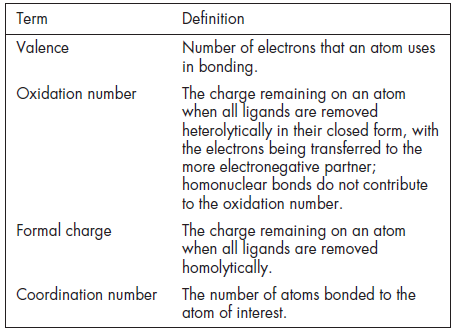 Term Definition
Valence Number of electrons that an atom uses
in bonding.
Oxidation number The charge remaining on an atom
when all ligands are removed
heterolytically in their closed form, with
the electrons being transferred to the
more electronegative partner;
homonuclear bonds do not contribute
to the oxidation number.
Formal charge The charge remaining on an atom
when all ligands are removed
homolytically.
Coordination number The number of atoms bonded to the
atom of interest.